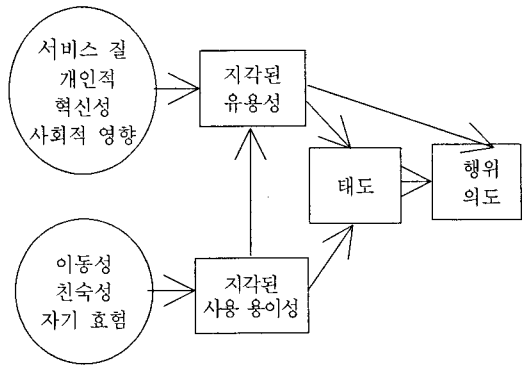 서비스 질
개인적
혁신성
사회적 영향
지각된
유용성
태도
행위
의도
이동성
친숙성
자기 효험
지각된
사용 용이성